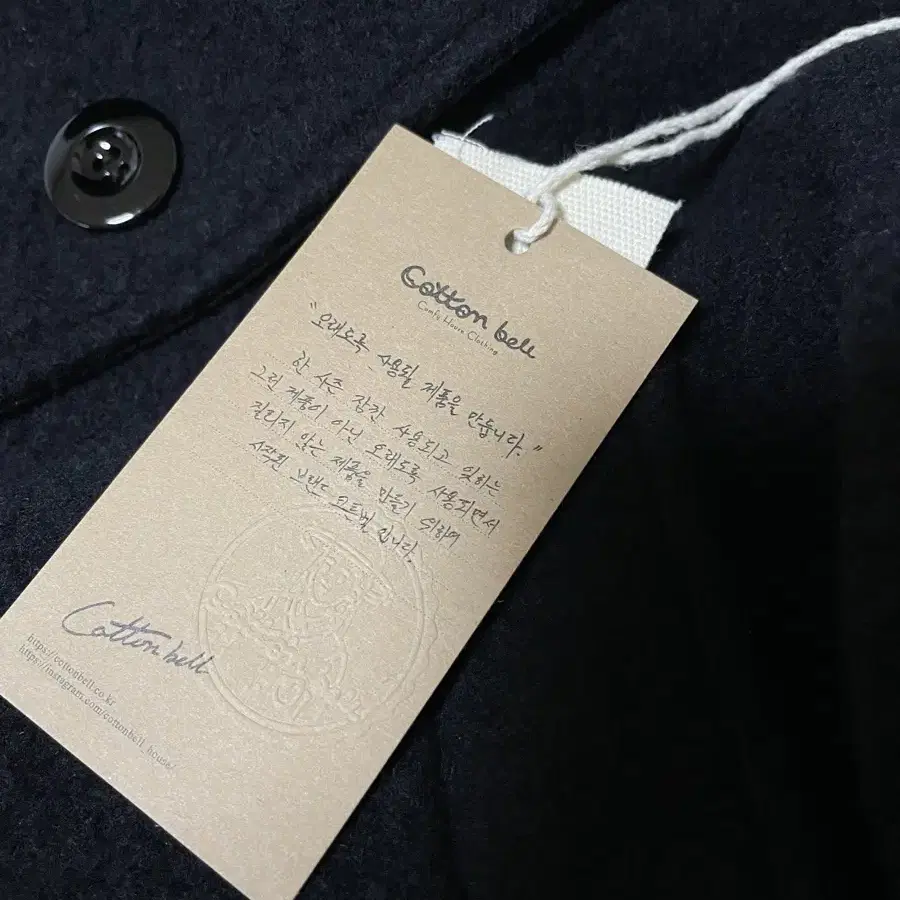 Cotton bell
Comfy House Clothing
"오래도록 사용될 제품을 만듭니다."
한 시즌 잠깐 사용되고 잊히는
그런 제품이 아닌 오래도록 사용되면서
질리지 않는 제품을 만들기 위하여
시작된 브랜드 코튼벨 입니다.
Cotton bell
https://cottonbell.co.kr
https://instagram.com/cottonbell_house/